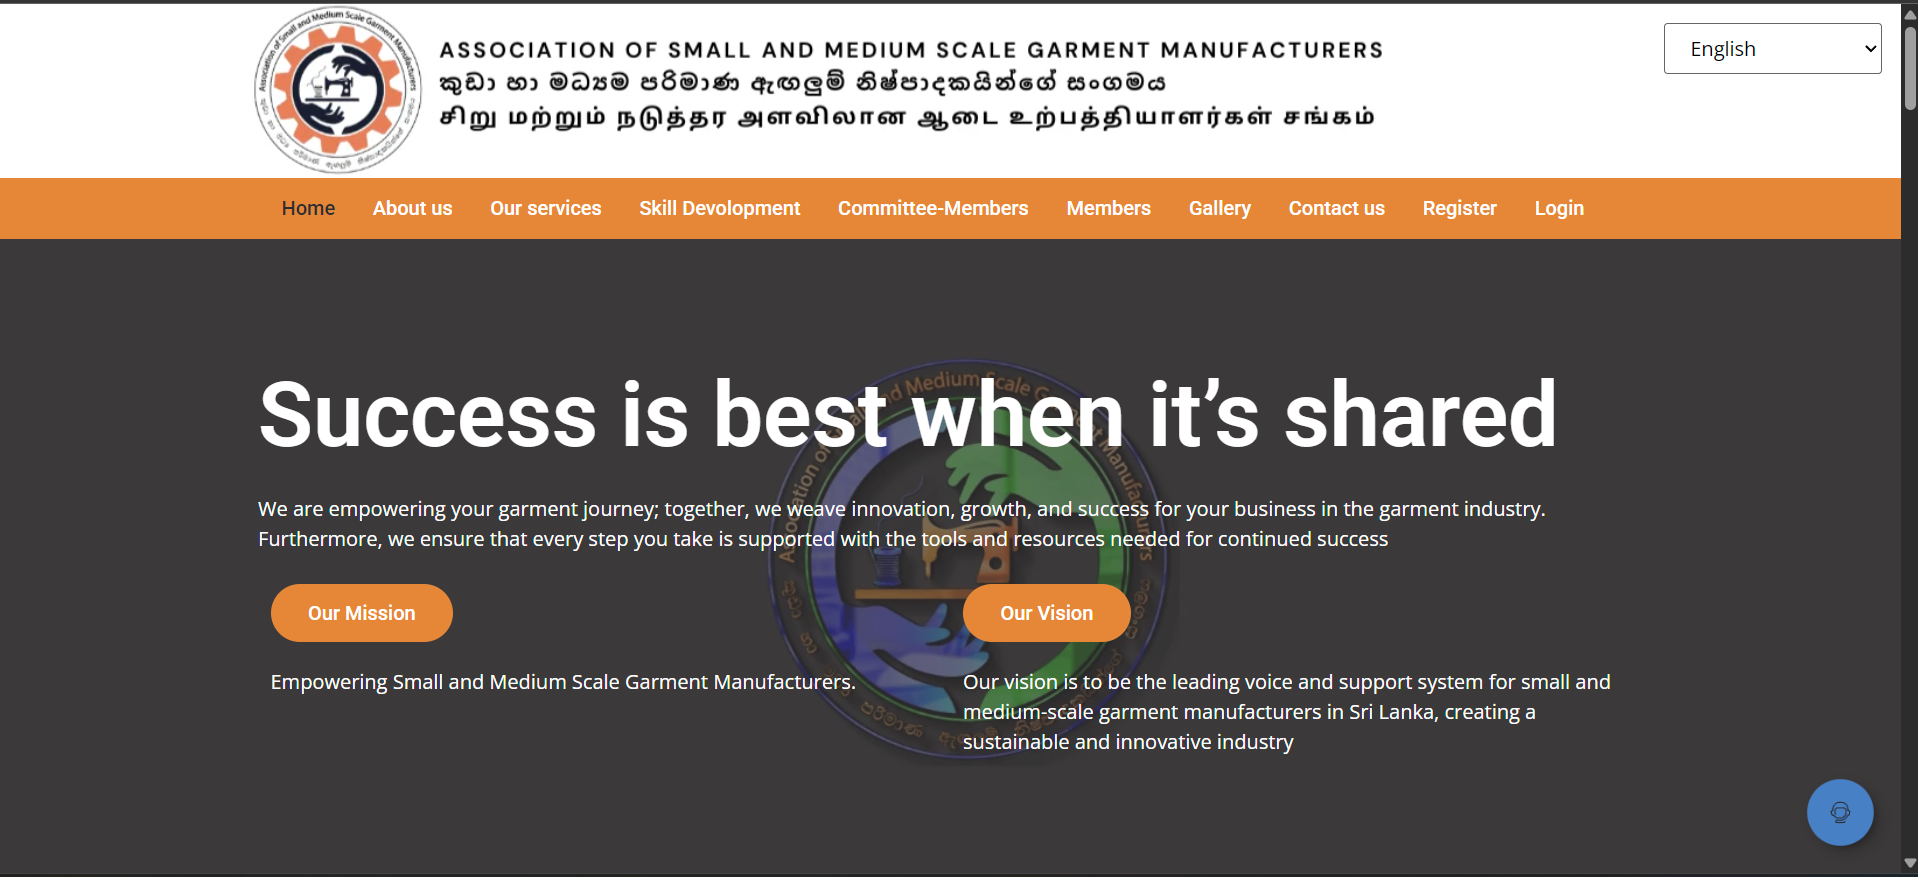 Association of Small and Medium Scale Garment Manufacturers
ASSOCIATION OF SMALL AND MEDIUM SCALE GARMENT MANUFACTURERS
කුඩා හා මධ්‍යම පරිමාණ ඇඟලුම් නිෂ්පාදකයින්ගේ සංගමය
சிறு மற்றும் நடுத்தர அளவிலான ஆடை உற்பத்தியாளர்கள் சங்கம்
English
Home About us Our services Skill Devolopment Committee-Members Members Gallery Contact us Register Login
Success is best when it’s shared
We are empowering your garment journey; together, we weave innovation, growth, and success for your business in the garment industry.
Furthermore, we ensure that every step you take is supported with the tools and resources needed for continued success
Our Mission
Empowering Small and Medium Scale Garment Manufacturers.
Our Vision
Our vision is to be the leading voice and support system for small and
medium-scale garment manufacturers in Sri Lanka, creating a
sustainable and innovative industry